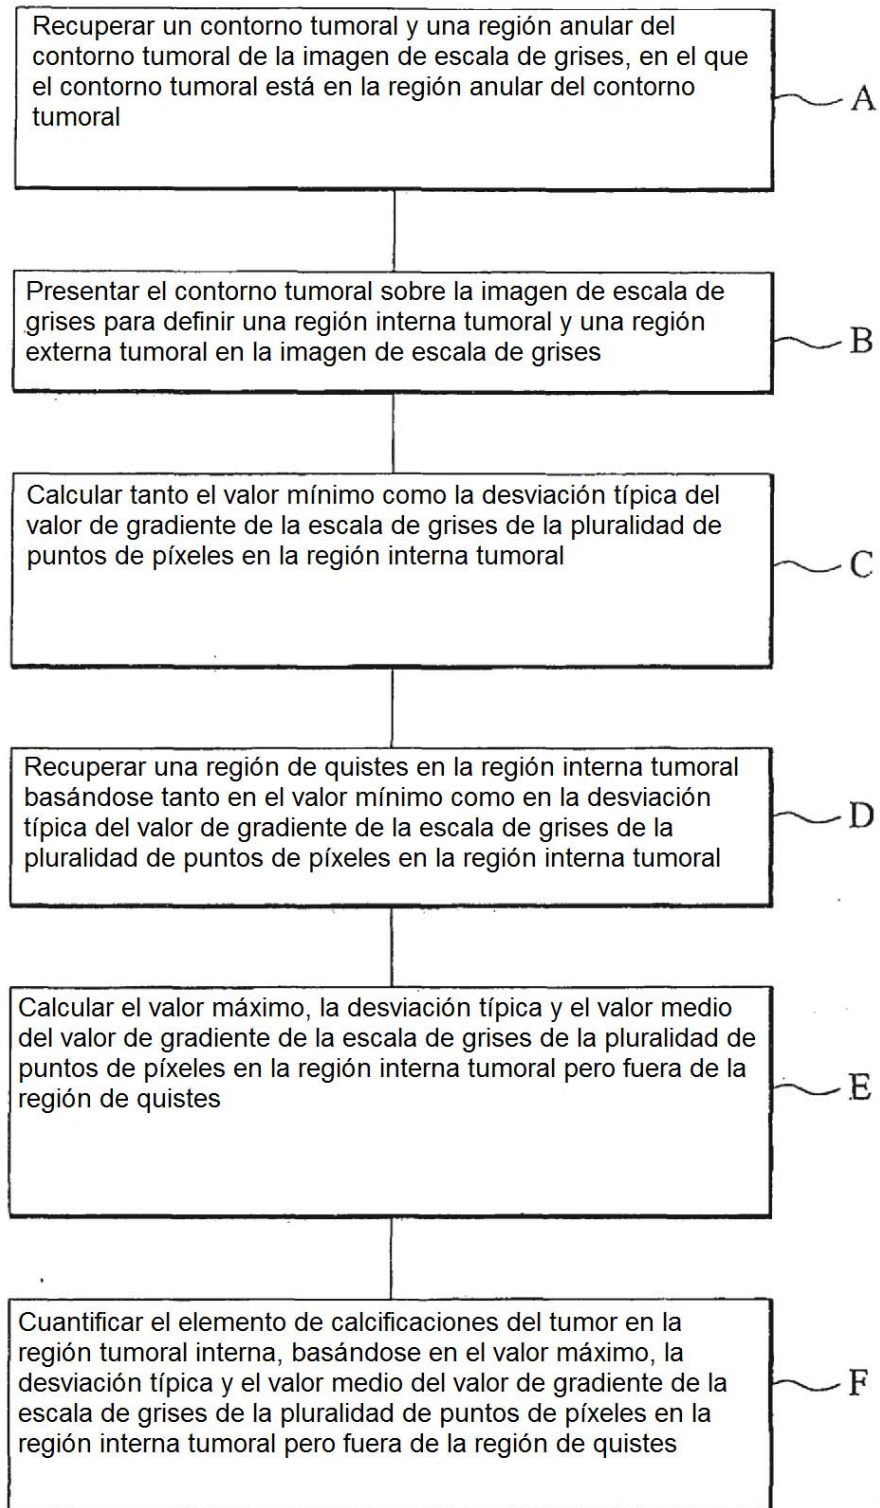 Recuperar un contorno tumoral y una región anular del
contorno tumoral de la imagen de escala de grises, en el que
el contorno tumoral está en la región anular del contorno
tumoral
A
Presentar el contorno tumoral sobre la imagen de escala de
grises para definir una región interna tumoral y una región
externa tumoral en la imagen de escala de grises
B
Calcular tanto el valor mínimo como la desviación típica del
valor de gradiente de la escala de grises de la pluralidad de
puntos de píxeles en la región interna tumoral
C
Recuperar una región de quistes en la región interna tumoral
basándose tanto en el valor mínimo como en la desviación
típica del valor de gradiente de la escala de grises de la
pluralidad de puntos de píxeles en la región interna tumoral
D
Calcular el valor máximo, la desviación típica y el valor medio
del valor de gradiente de la escala de grises de la pluralidad de
puntos de píxeles en la región interna tumoral pero fuera de la
región de quistes
E
Cuantificar el elemento de calcificaciones del tumor en la
región tumoral interna, basándose en el valor máximo, la
desviación típica y el valor medio del valor de gradiente de la
escala de grises de la pluralidad de puntos de píxeles en la
región interna tumoral pero fuera de la región de quistes
F